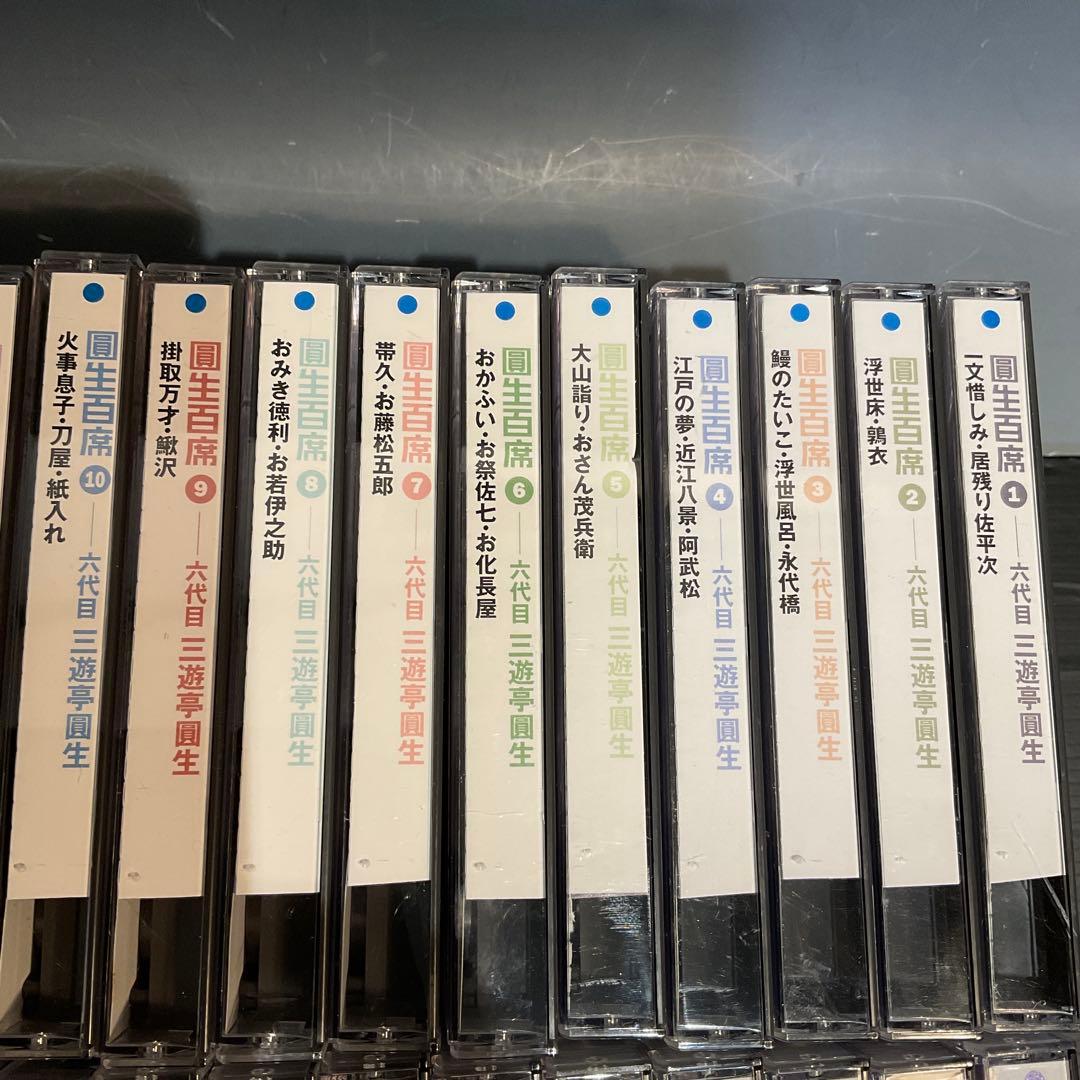 圓生百席 1 ── 六代目 三遊亭圓生
一文惜しみ・居残り佐平次
圓生百席 2 ── 六代目 三遊亭圓生
浮世床・鶉衣
圓生百席 3 ── 六代目 三遊亭圓生
鰻のたいこ・浮世風呂・永代橋
圓生百席 4 ── 六代目 三遊亭圓生
江戸の夢・近江八景・阿武松
圓生百席 5 ── 六代目 三遊亭圓生
大山詣り・おさん茂兵衛
圓生百席 6 ── 六代目 三遊亭圓生
おかふい・お祭佐七・お化長屋
圓生百席 7 ── 六代目 三遊亭圓生
帯久・お藤松五郎
圓生百席 8 ── 六代目 三遊亭圓生
おみき徳利・お若伊之助
圓生百席 9 ── 六代目 三遊亭圓生
掛取万才・鰍沢
圓生百席 10 ── 六代目 三遊亭圓生
火事息子・刀屋・紙入れ